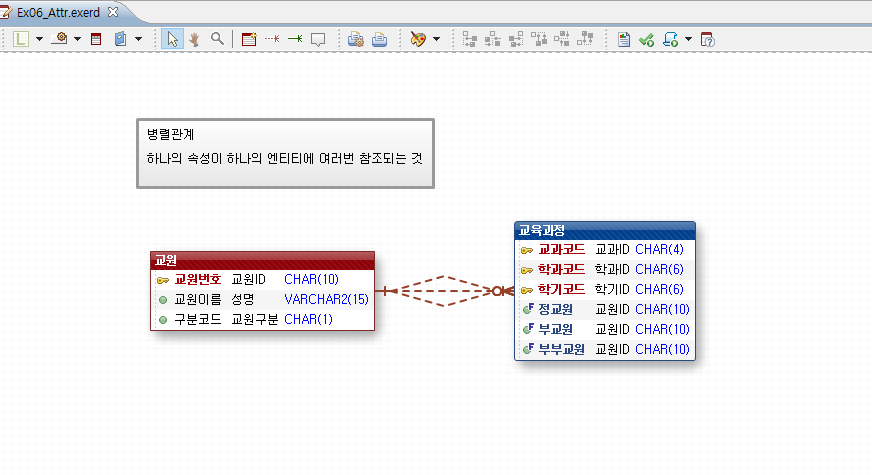 Ex06_Attr.exerd
병렬관계
하나의 속성이 하나의 엔티티에 여러번 참조되는 것
교원
교원번호 교원ID CHAR(10)
교원이름 성명 VARCHAR2(15)
구분코드 교원구분 CHAR(1)
교육과정
교과코드 교과ID CHAR(4)
학과코드 학과ID CHAR(6)
학기코드 학기ID CHAR(6)
정교원 교원ID CHAR(10)
부교원 교원ID CHAR(10)
부부교원 교원ID CHAR(10)